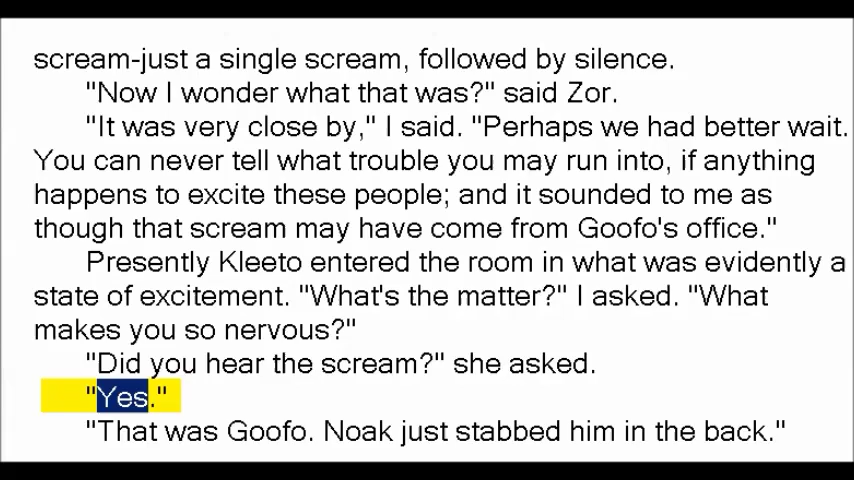 scream-just a single scream, followed by silence.
"Now I wonder what that was?" said Zor.
"It was very close by," I said. "Perhaps we had better wait.
You can never tell what trouble you may run into, if anything
happens to excite these people; and it sounded to me as
though that scream may have come from Goofo's office."
Presently Kleeto entered the room in what was evidently a
state of excitement. "What's the matter?" I asked. "What
makes you so nervous?"
"Did you hear the scream?" she asked.
"Yes."
"That was Goofo. Noak just stabbed him in the back."